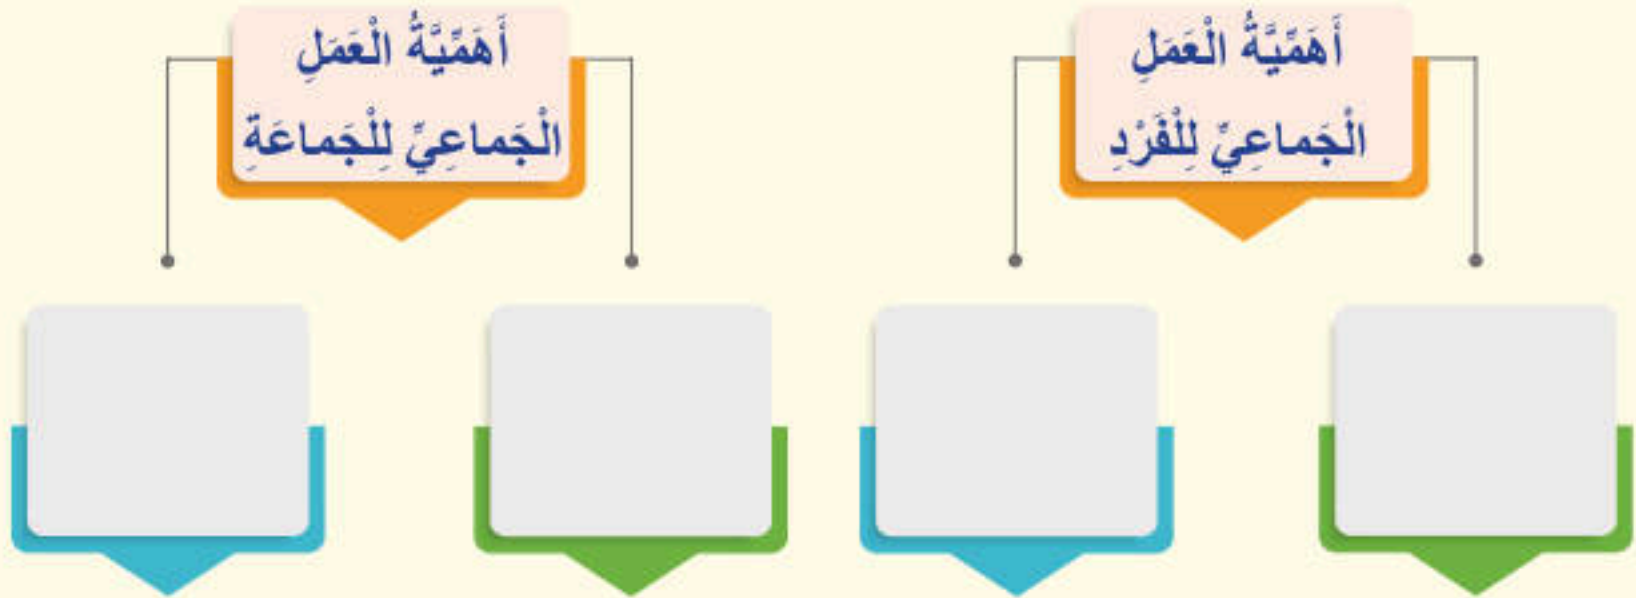 أَهَمِّيَّةُ الْعَمَلِ
الْجَماعِيِّ لِلْفَرْدِ
أَهَمِّيَّةُ الْعَمَلِ
الْجَماعِيِّ لِلْجَماعَةِ